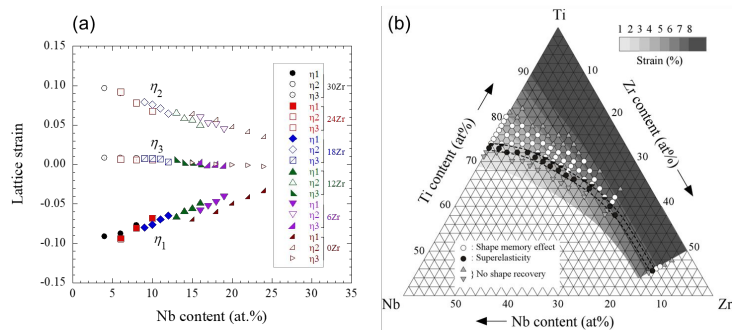 (a)
Lattice strain
0.15
0.10
0.05
0.00
-0.05
-0.10
-0.15
0
5
10
15
20
25
30
35
Nb content (at.%)
η2
η3
η1
η1
η2 30Zr
η3
η1
η2 24Zr
η3
η1
η2 18Zr
η3
η1
η2 12Zr
η3
η1
η2 6Zr
η3
η1
η2 0Zr
η3
(b)
Ti
1 2 3 4 5 6 7 8
Strain (%)
90
80
70
60
50
Ti content (at%)
10
20
30
40
50
Zr content (at%)
: Shape memory effect
: Superelasticity
} No shape recovery
Nb
50
40
30
20
10
Zr
Nb content (at%)